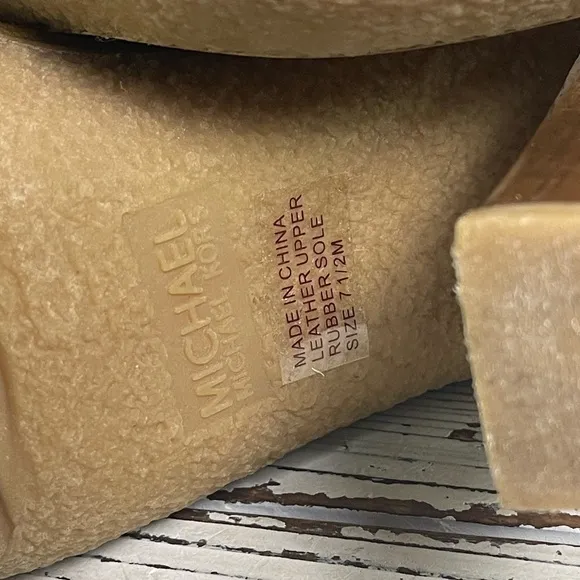 MICHAEL
MICHAEL KORS
MADE IN CHINA
LEATHER UPPER
RUBBER SOLE
SIZE 7 1/2M